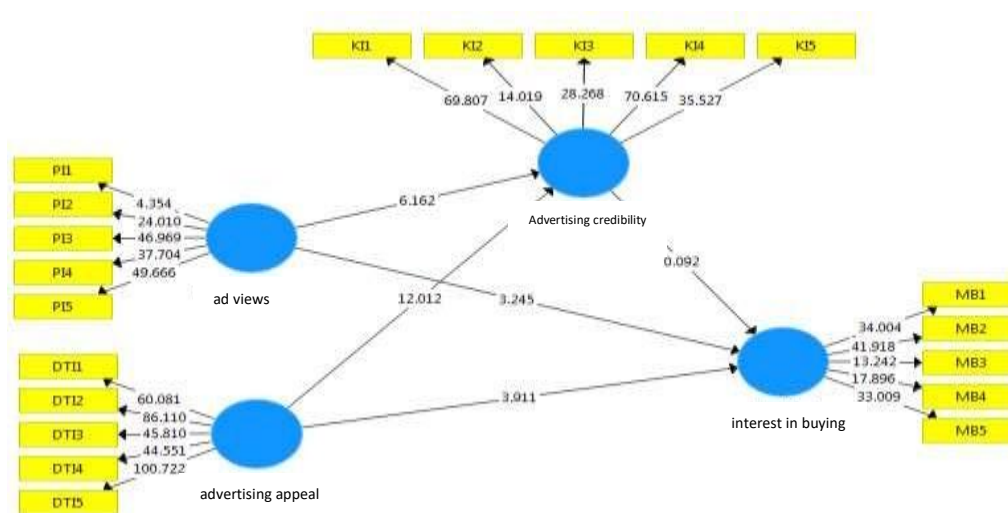 KI1 KI2 KI3 KI4 KI5
69.807 14.019 28.268 70.615 35.527
PI1
PI2
PI3
PI4
PI5
4.354
24.010
46.969
37.704
49.666
ad views
6.162
Advertising credibility
0.092
12.012
3.245
3.911
DTI1
DTI2
DTI3
DTI4
DTI5
60.081
86.110
45.810
44.551
100.722
advertising appeal
interest in buying
34.004
41.918
13.242
17.896
33.009
MB1
MB2
MB3
MB4
MB5